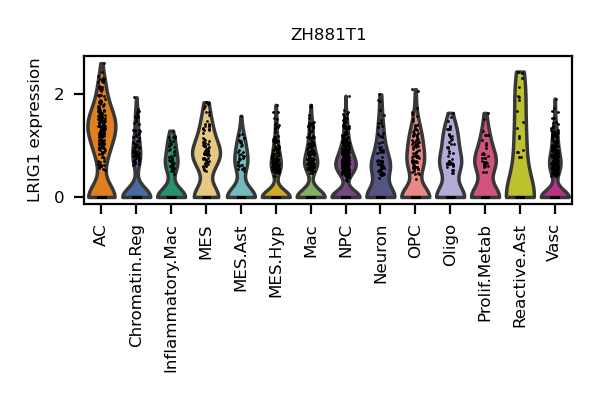 ZH881T1
LRIG1 expression
2
0
AC
Chromatin.Reg
Inflammatory.Mac
MES
MES.Ast
MES.Hyp
Mac
NPC
Neuron
OPC
Oligo
Prolif.Metab
Reactive.Ast
Vasc